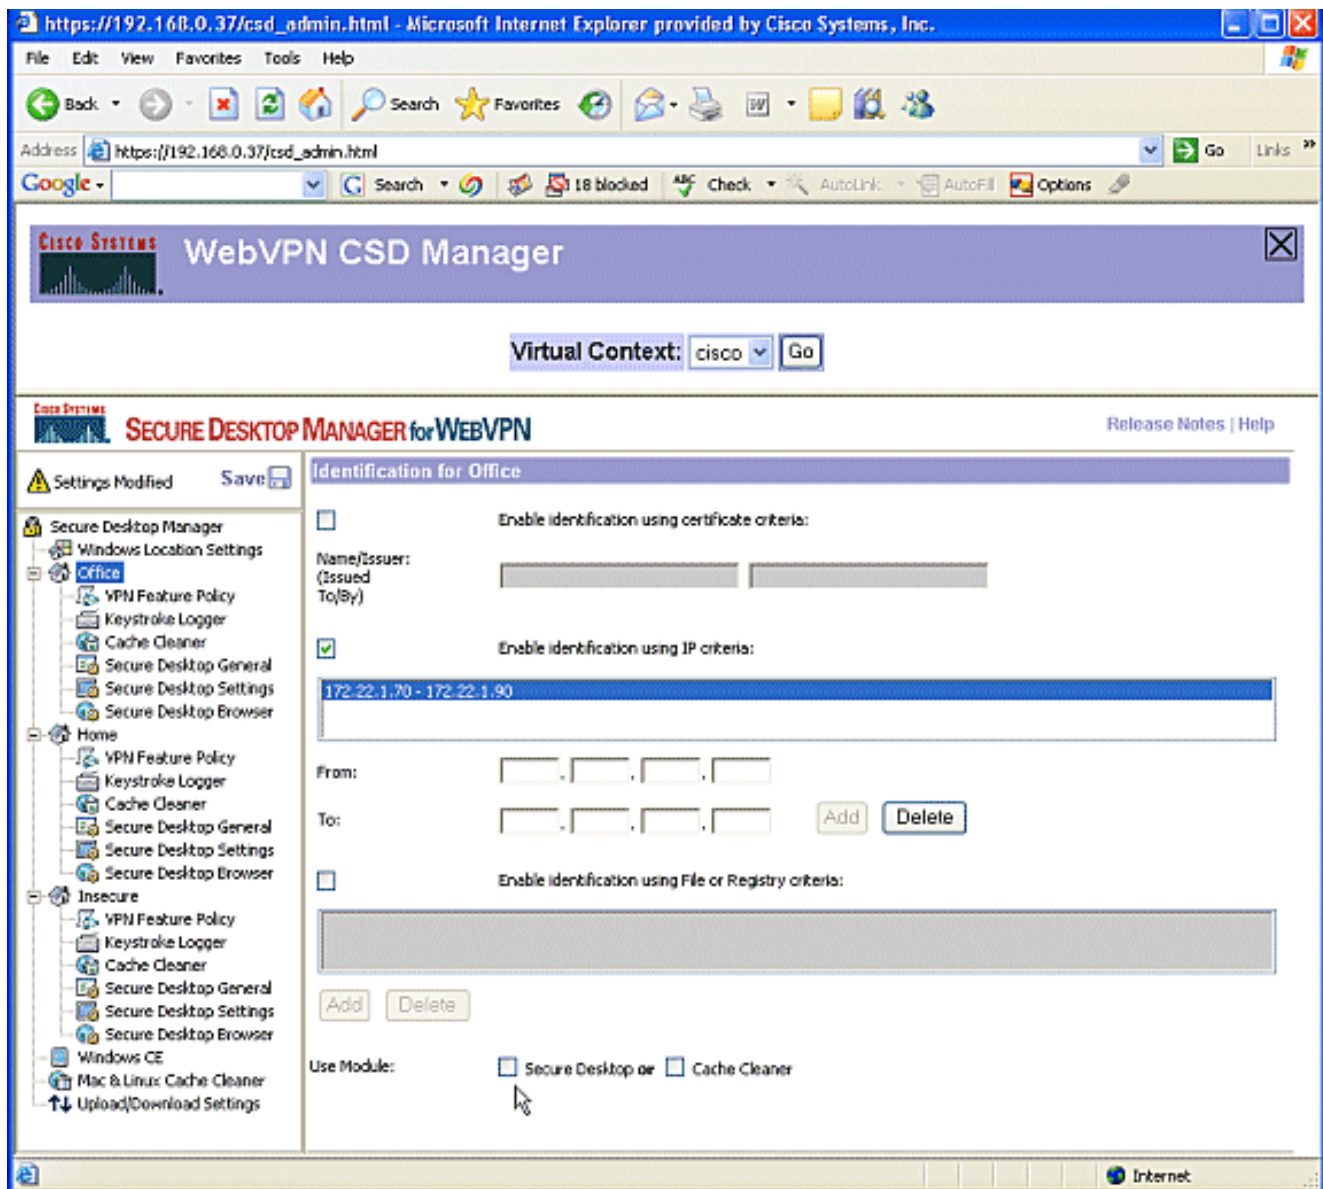 https://192.168.0.37/csd_admin.html - Microsoft Internet Explorer provided by Cisco Systems, Inc.
File Edit View Favorites Tools Help
Back Search Favorites
Address https://192.168.0.37/csd_admin.html Go Links »
Google Search 18 blocked ABC Check AutoLink AutoFill Options
CISCO SYSTEMS WebVPN CSD Manager
Virtual Context: cisco Go
CISCO SYSTEMS SECURE DESKTOP MANAGER for WEBVPN Release Notes | Help
Settings Modified Save
Secure Desktop Manager
Windows Location Settings
Office
VPN Feature Policy
Keystroke Logger
Cache Cleaner
Secure Desktop General
Secure Desktop Settings
Secure Desktop Browser
Home
VPN Feature Policy
Keystroke Logger
Cache Cleaner
Secure Desktop General
Secure Desktop Settings
Secure Desktop Browser
Insecure
VPN Feature Policy
Keystroke Logger
Cache Cleaner
Secure Desktop General
Secure Desktop Settings
Secure Desktop Browser
Windows CE
Mac & Linux Cache Cleaner
Upload/Download Settings
Identification for Office
Enable identification using certificate criteria:
Name/Issuer:
(Issued
To/By)
Enable identification using IP criteria:
172.22.1.70 - 172.22.1.90
From: . . .
To: . . . Add Delete
Enable identification using File or Registry criteria:
Add Delete
Use Module: Secure Desktop or Cache Cleaner
Internet